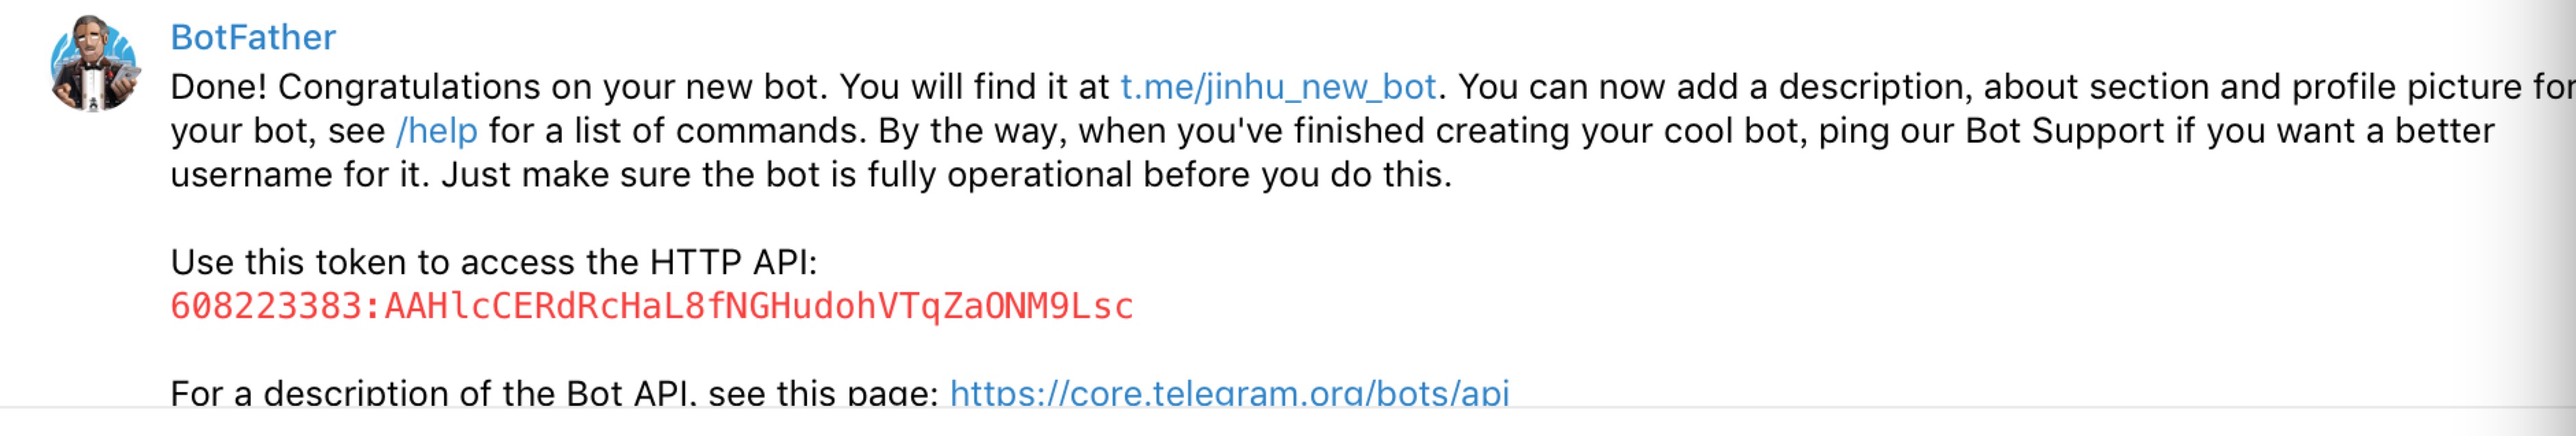 BotFather
Done! Congratulations on your new bot. You will find it at t.me/jinhu_new_bot. You can now add a description, about section and profile picture for
your bot, see /help for a list of commands. By the way, when you've finished creating your cool bot, ping our Bot Support if you want a better
username for it. Just make sure the bot is fully operational before you do this.
Use this token to access the HTTP API:
608223383:AAHlcCERdRcHaL8fNGHudohVTqZaONM9Lsc
For a description of the Bot API, see this page: https://core.telegram.org/bots/api